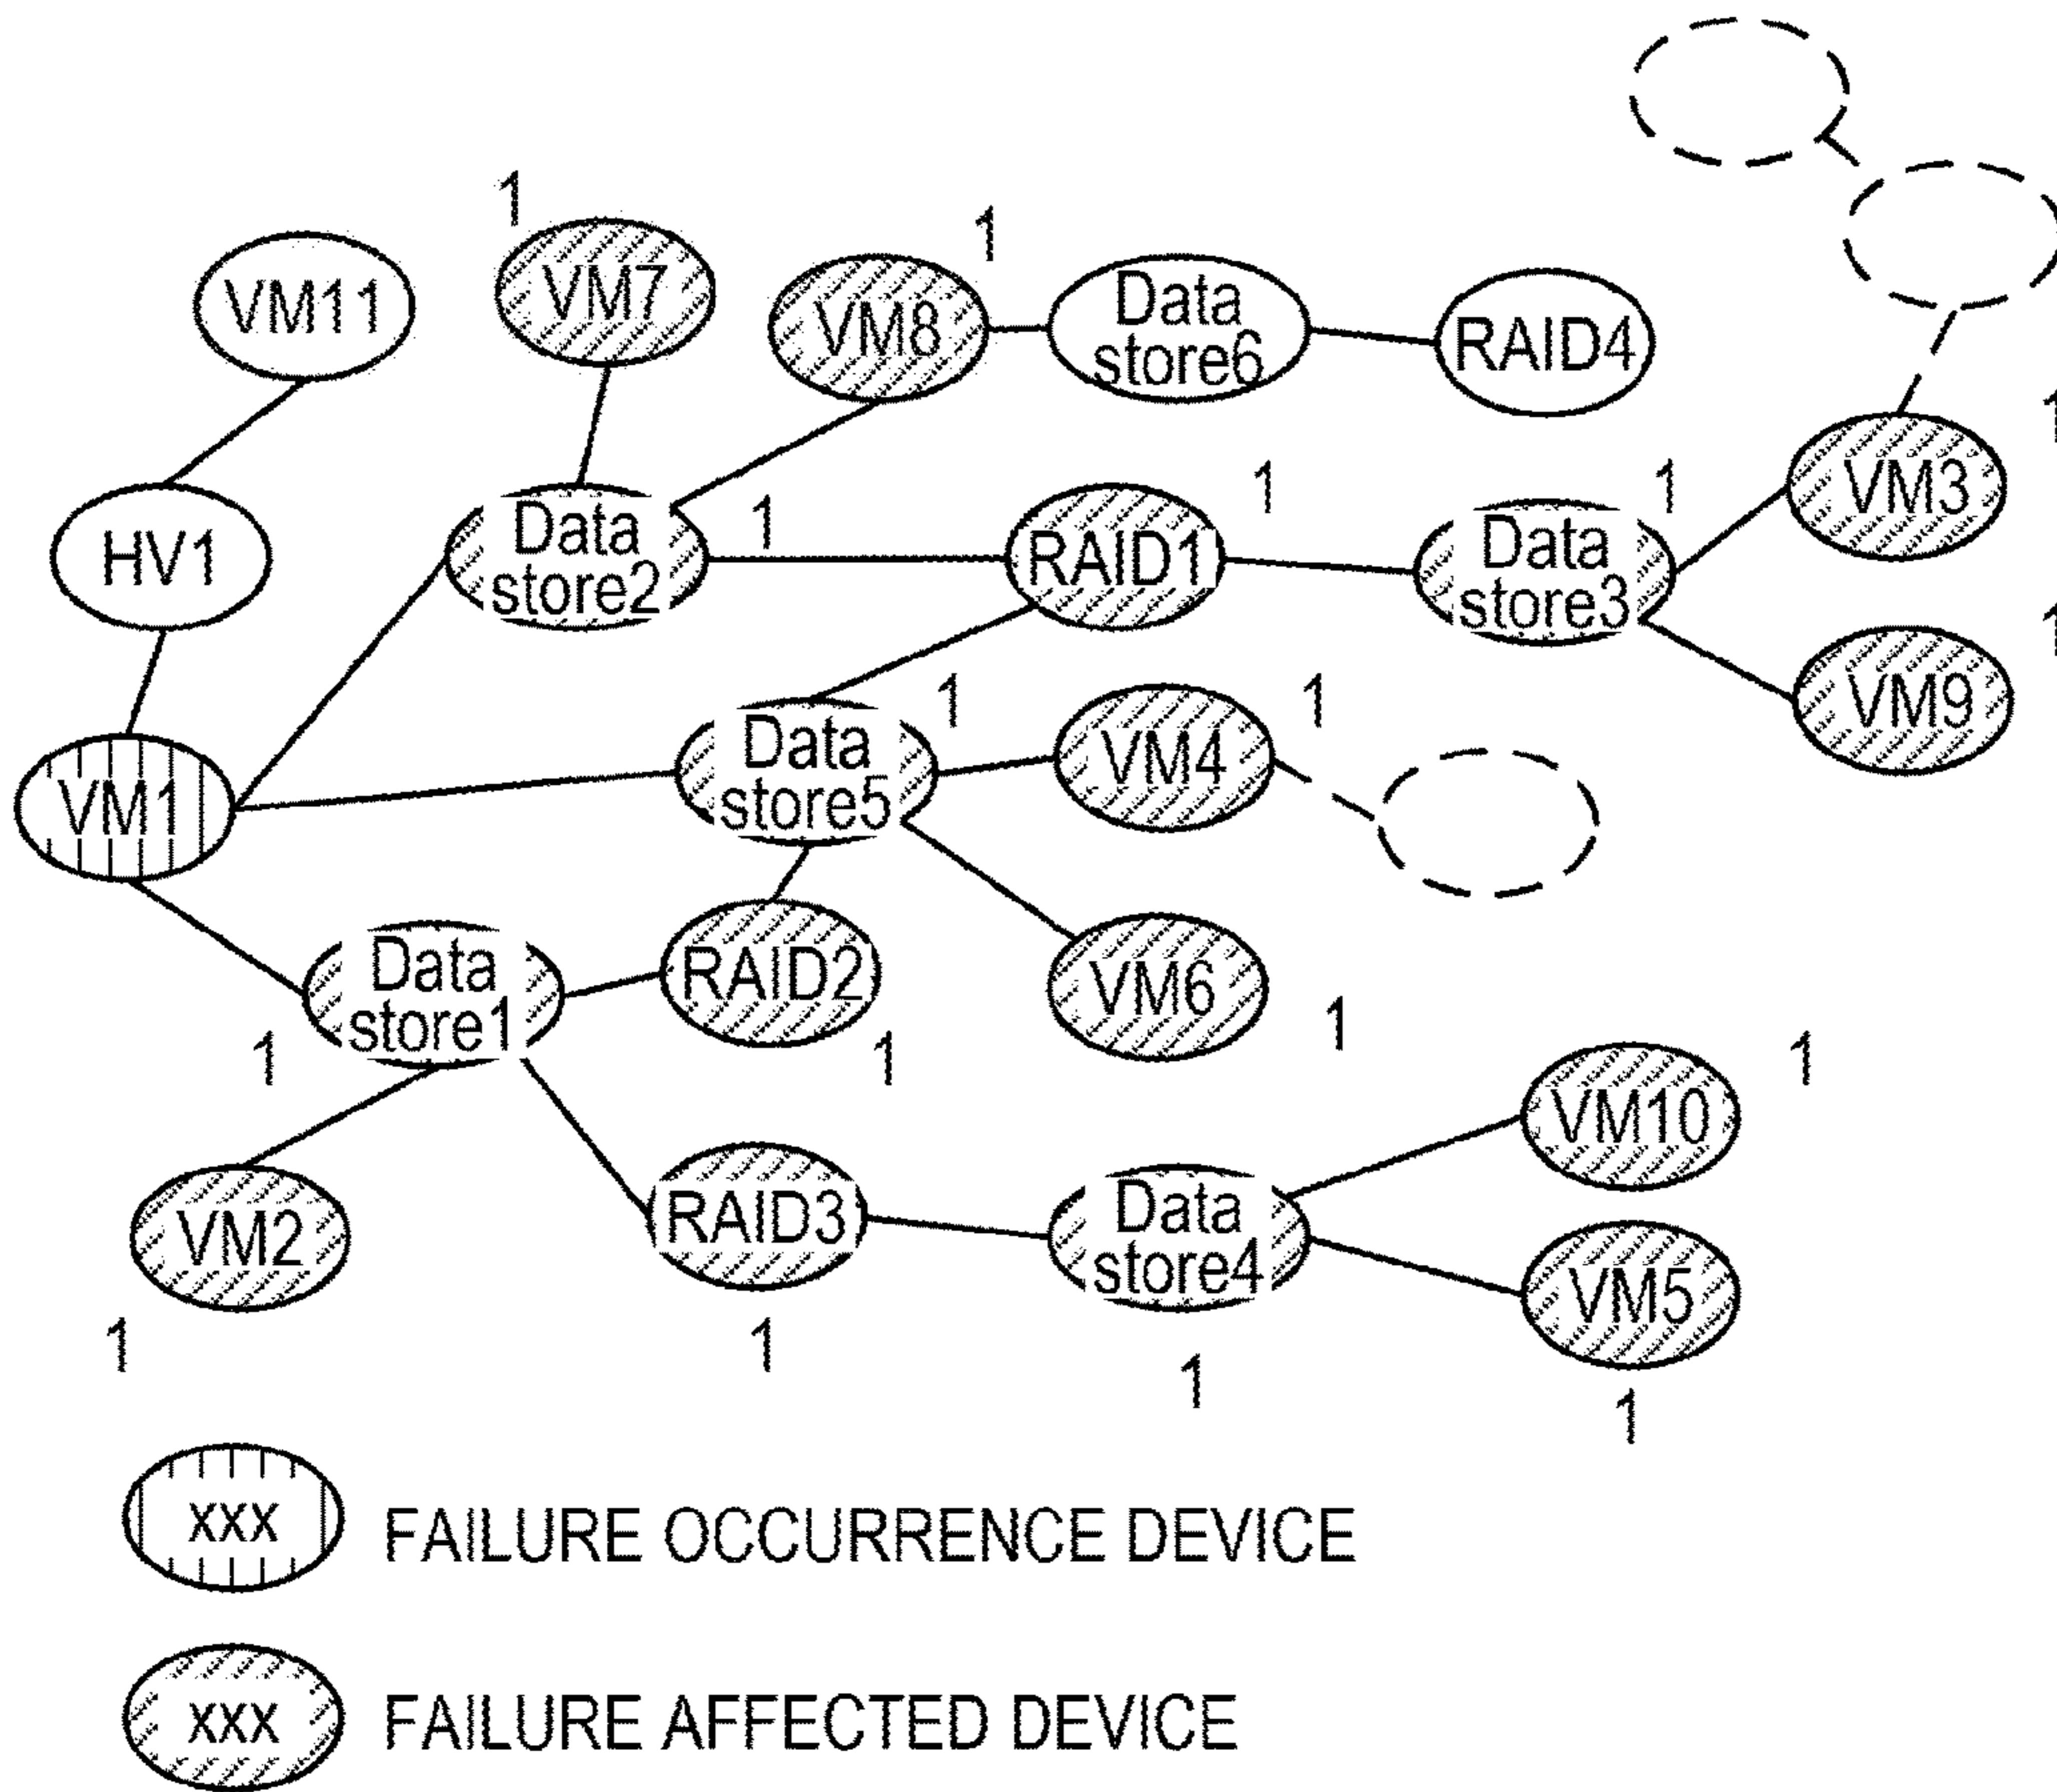 1
1
VM11
VM7
VM8
Data
store6
RAID4
1
1
1
1
VM3
HV1
Data
store2
RAID1
Data
store3
1
1
1
VM9
VM1
Data
store5
VM4
Data
store1
RAID2
VM6
1
1
1
1
VM10
VM2
RAID3
Data
store4
VM5
1
1
1
1
xxx
FAILURE OCCURRENCE DEVICE
xxx
FAILURE AFFECTED DEVICE